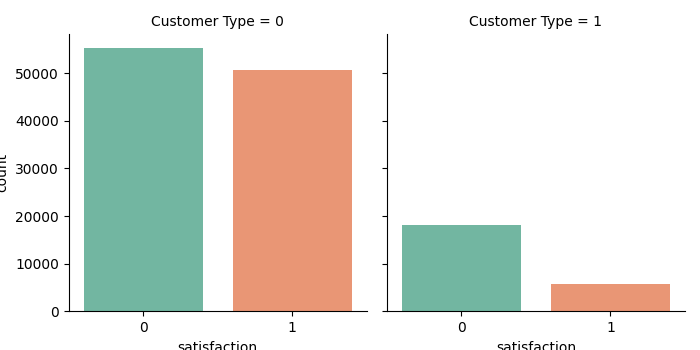 Customer Type = 0
Customer Type = 1
50000
40000
30000
20000
10000
0
count
0 1
0 1
satisfaction
satisfaction